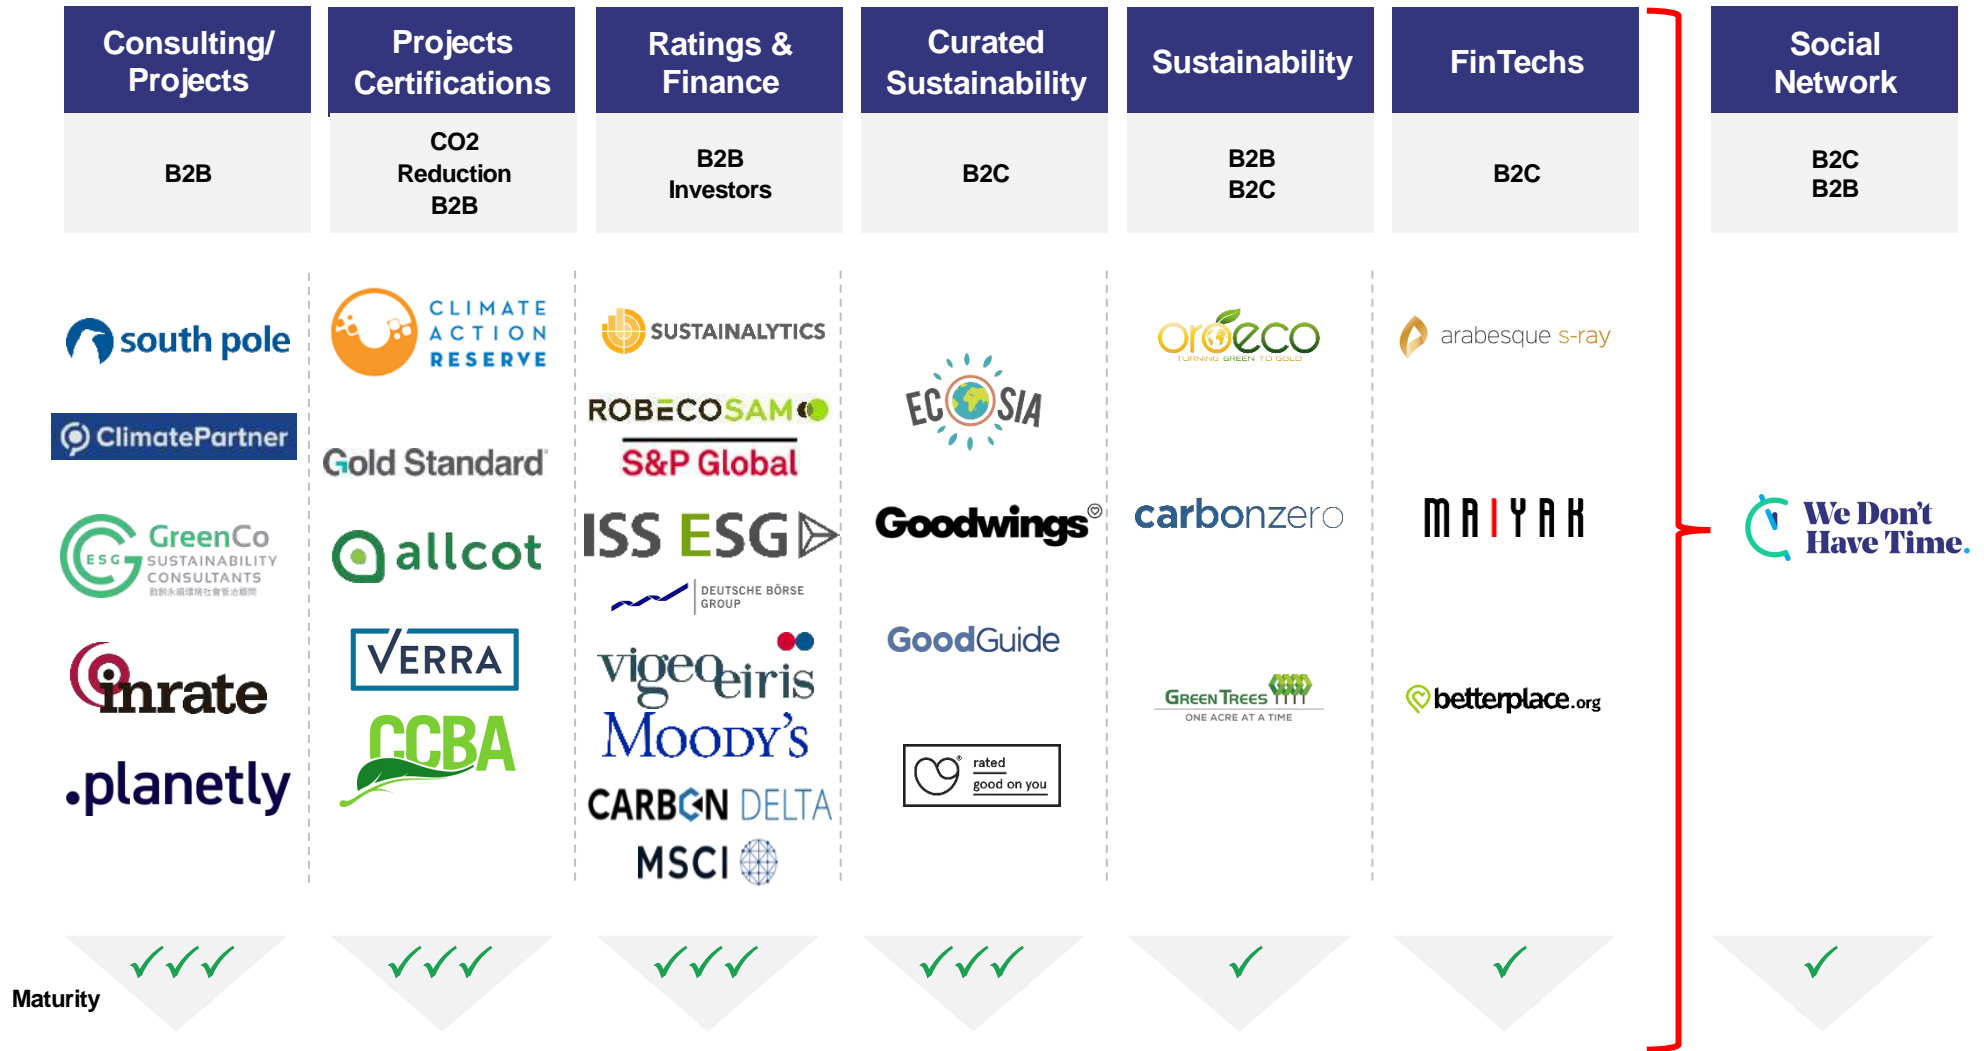 Consulting/
Projects
Projects
Certifications
Ratings &
Finance
Curated
Sustainability
Sustainability
FinTechs
Social
Network
B2B
CO2
Reduction
B2B
B2B
Investors
B2C
B2B
B2C
B2C
B2C
B2B
south pole
ClimatePartner
ESG
GreenCo
SUSTAINABILITY
CONSULTANTS
inrate
.planetly
CLIMATE
ACTION
RESERVE
Gold Standard
allcot
VERRA
CCBA
SUSTAINALYTICS
ROBECOSAM
S&P Global
ISS ESG
DEUTSCHE BÖRSE
GROUP
vigeoeiris
MOODY'S
CARBON DELTA
MSCI
ECOSIA
Goodwings
GoodGuide
rated
good on you
oroeco
TURNING GREEN TO GOLD
carbonzero
GREEN TREES
ONE ACRE AT A TIME
arabesque s-ray
MAIYAK
betterplace.org
We Don't
Have Time.
Maturity